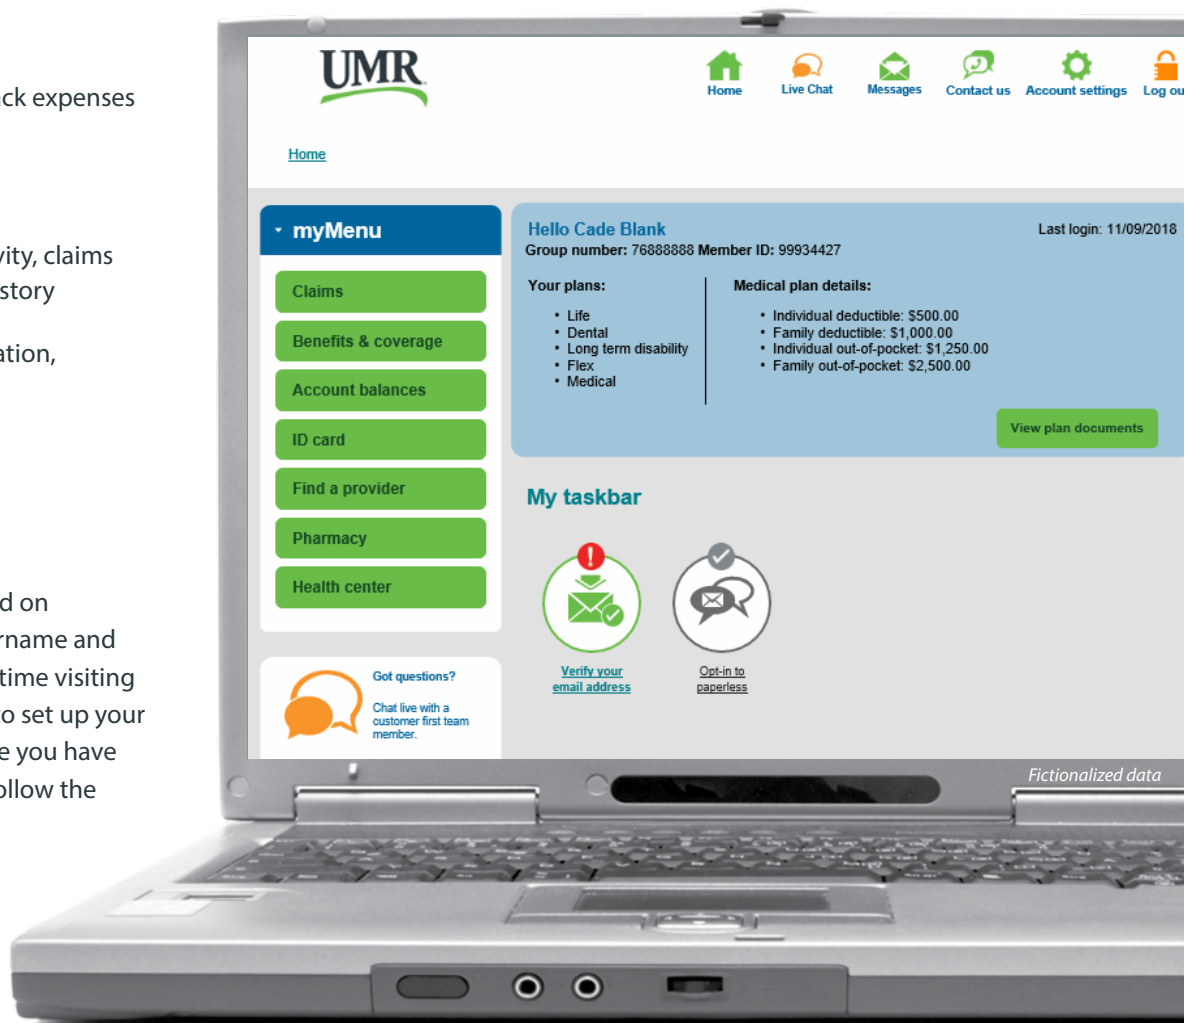 ck expenses
vity, claims
story
ation,
d on
rname and
time visiting
to set up your
e you have
ollow the
UMR
Home
Live Chat
Messages
Contact us
Account settings
Log ou
Home
myMenu
Claims
Benefits & coverage
Account balances
ID card
Find a provider
Pharmacy
Health center
Got questions?
Chat live with a
customer first team
member.
Hello Cade Blank
Last login: 11/09/2018
Group number: 76888888 Member ID: 99934427
Your plans:
• Life
• Dental
• Long term disability
• Flex
• Medical
Medical plan details:
• Individual deductible: $500.00
• Family deductible: $1,000.00
• Individual out-of-pocket: $1,250.00
• Family out-of-pocket: $2,500.00
View plan documents
My taskbar
Verify your
email address
Opt-in to
paperless
Fictionalized data